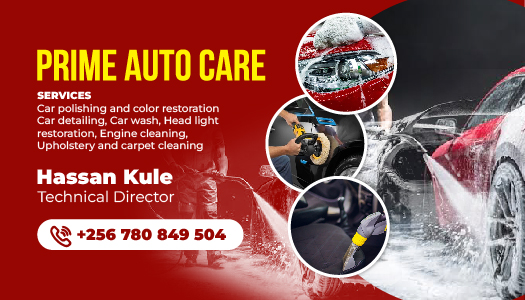 PRIME AUTO CARE
SERVICES
Car polishing and color restoration
Car detailing, Car wash, Head light
restoration, Engine cleaning,
Upholstery and carpet cleaning
Hassan Kule
Technical Director
+256 780 849 504